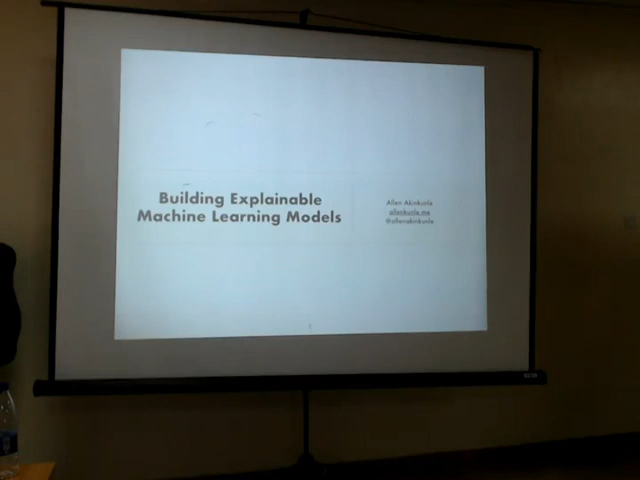 Building Explainable
Machine Learning Models
Allen Akinkunle
allenkunle.me
@allenakinkunle